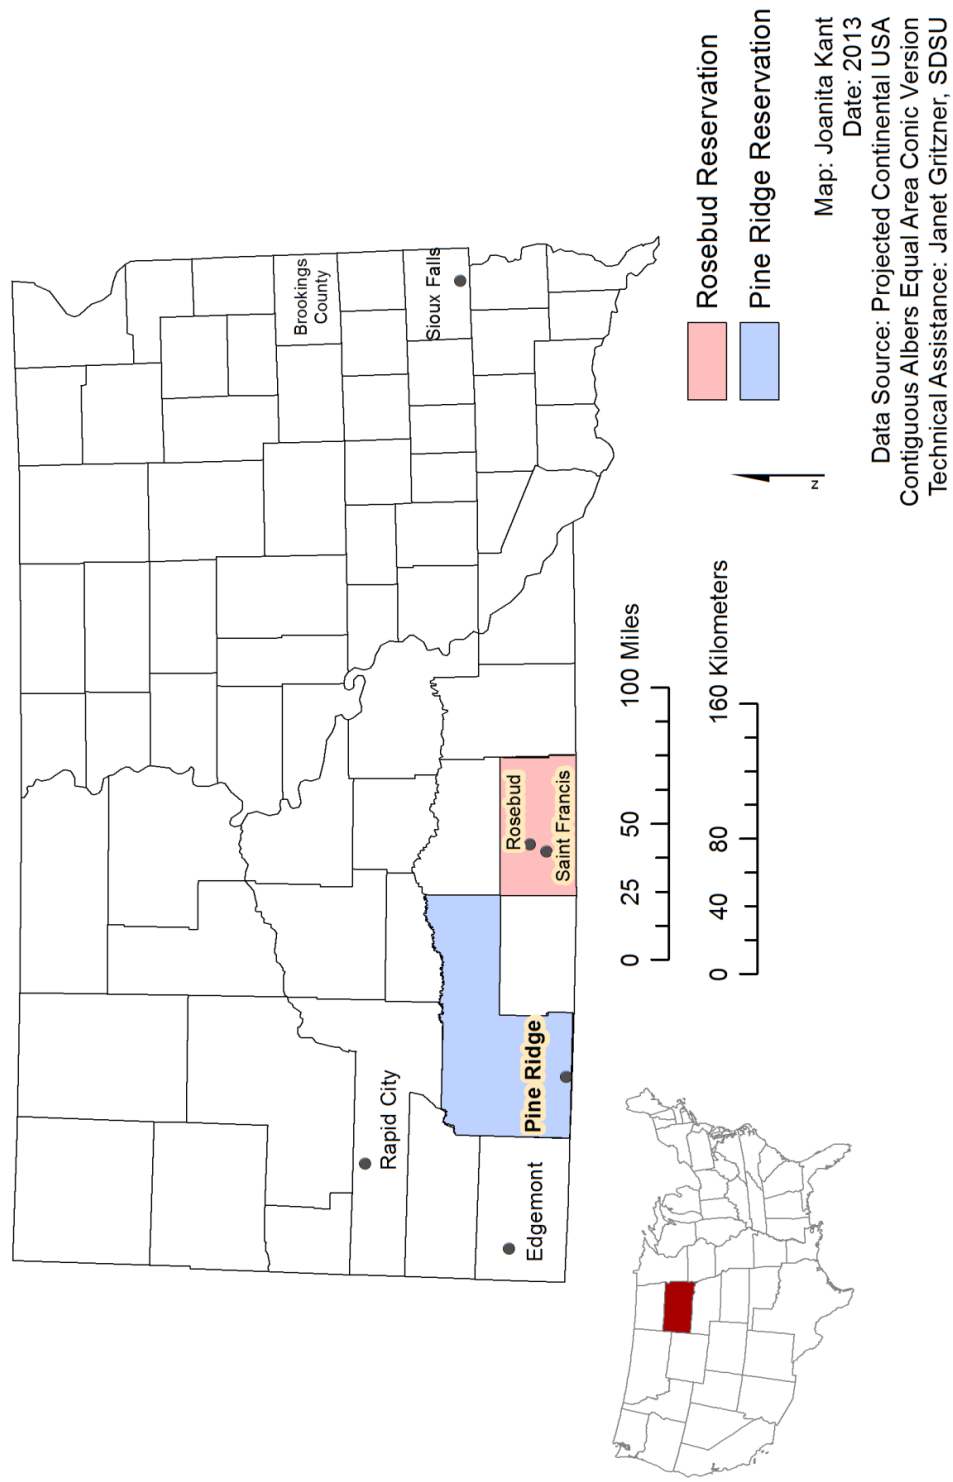 Brookings
County
Sioux Falls
Rapid City
Edgemont
Pine Ridge
Rosebud
Saint Francis
0 25 50 100 Miles
0 40 80 160 Kilometers
N
Rosebud Reservation
Pine Ridge Reservation
Map: Joanita Kant
Date: 2013
Data Source: Projected Continental USA
Contiguous Albers Equal Area Conic Version
Technical Assistance: Janet Gritzner, SDSU